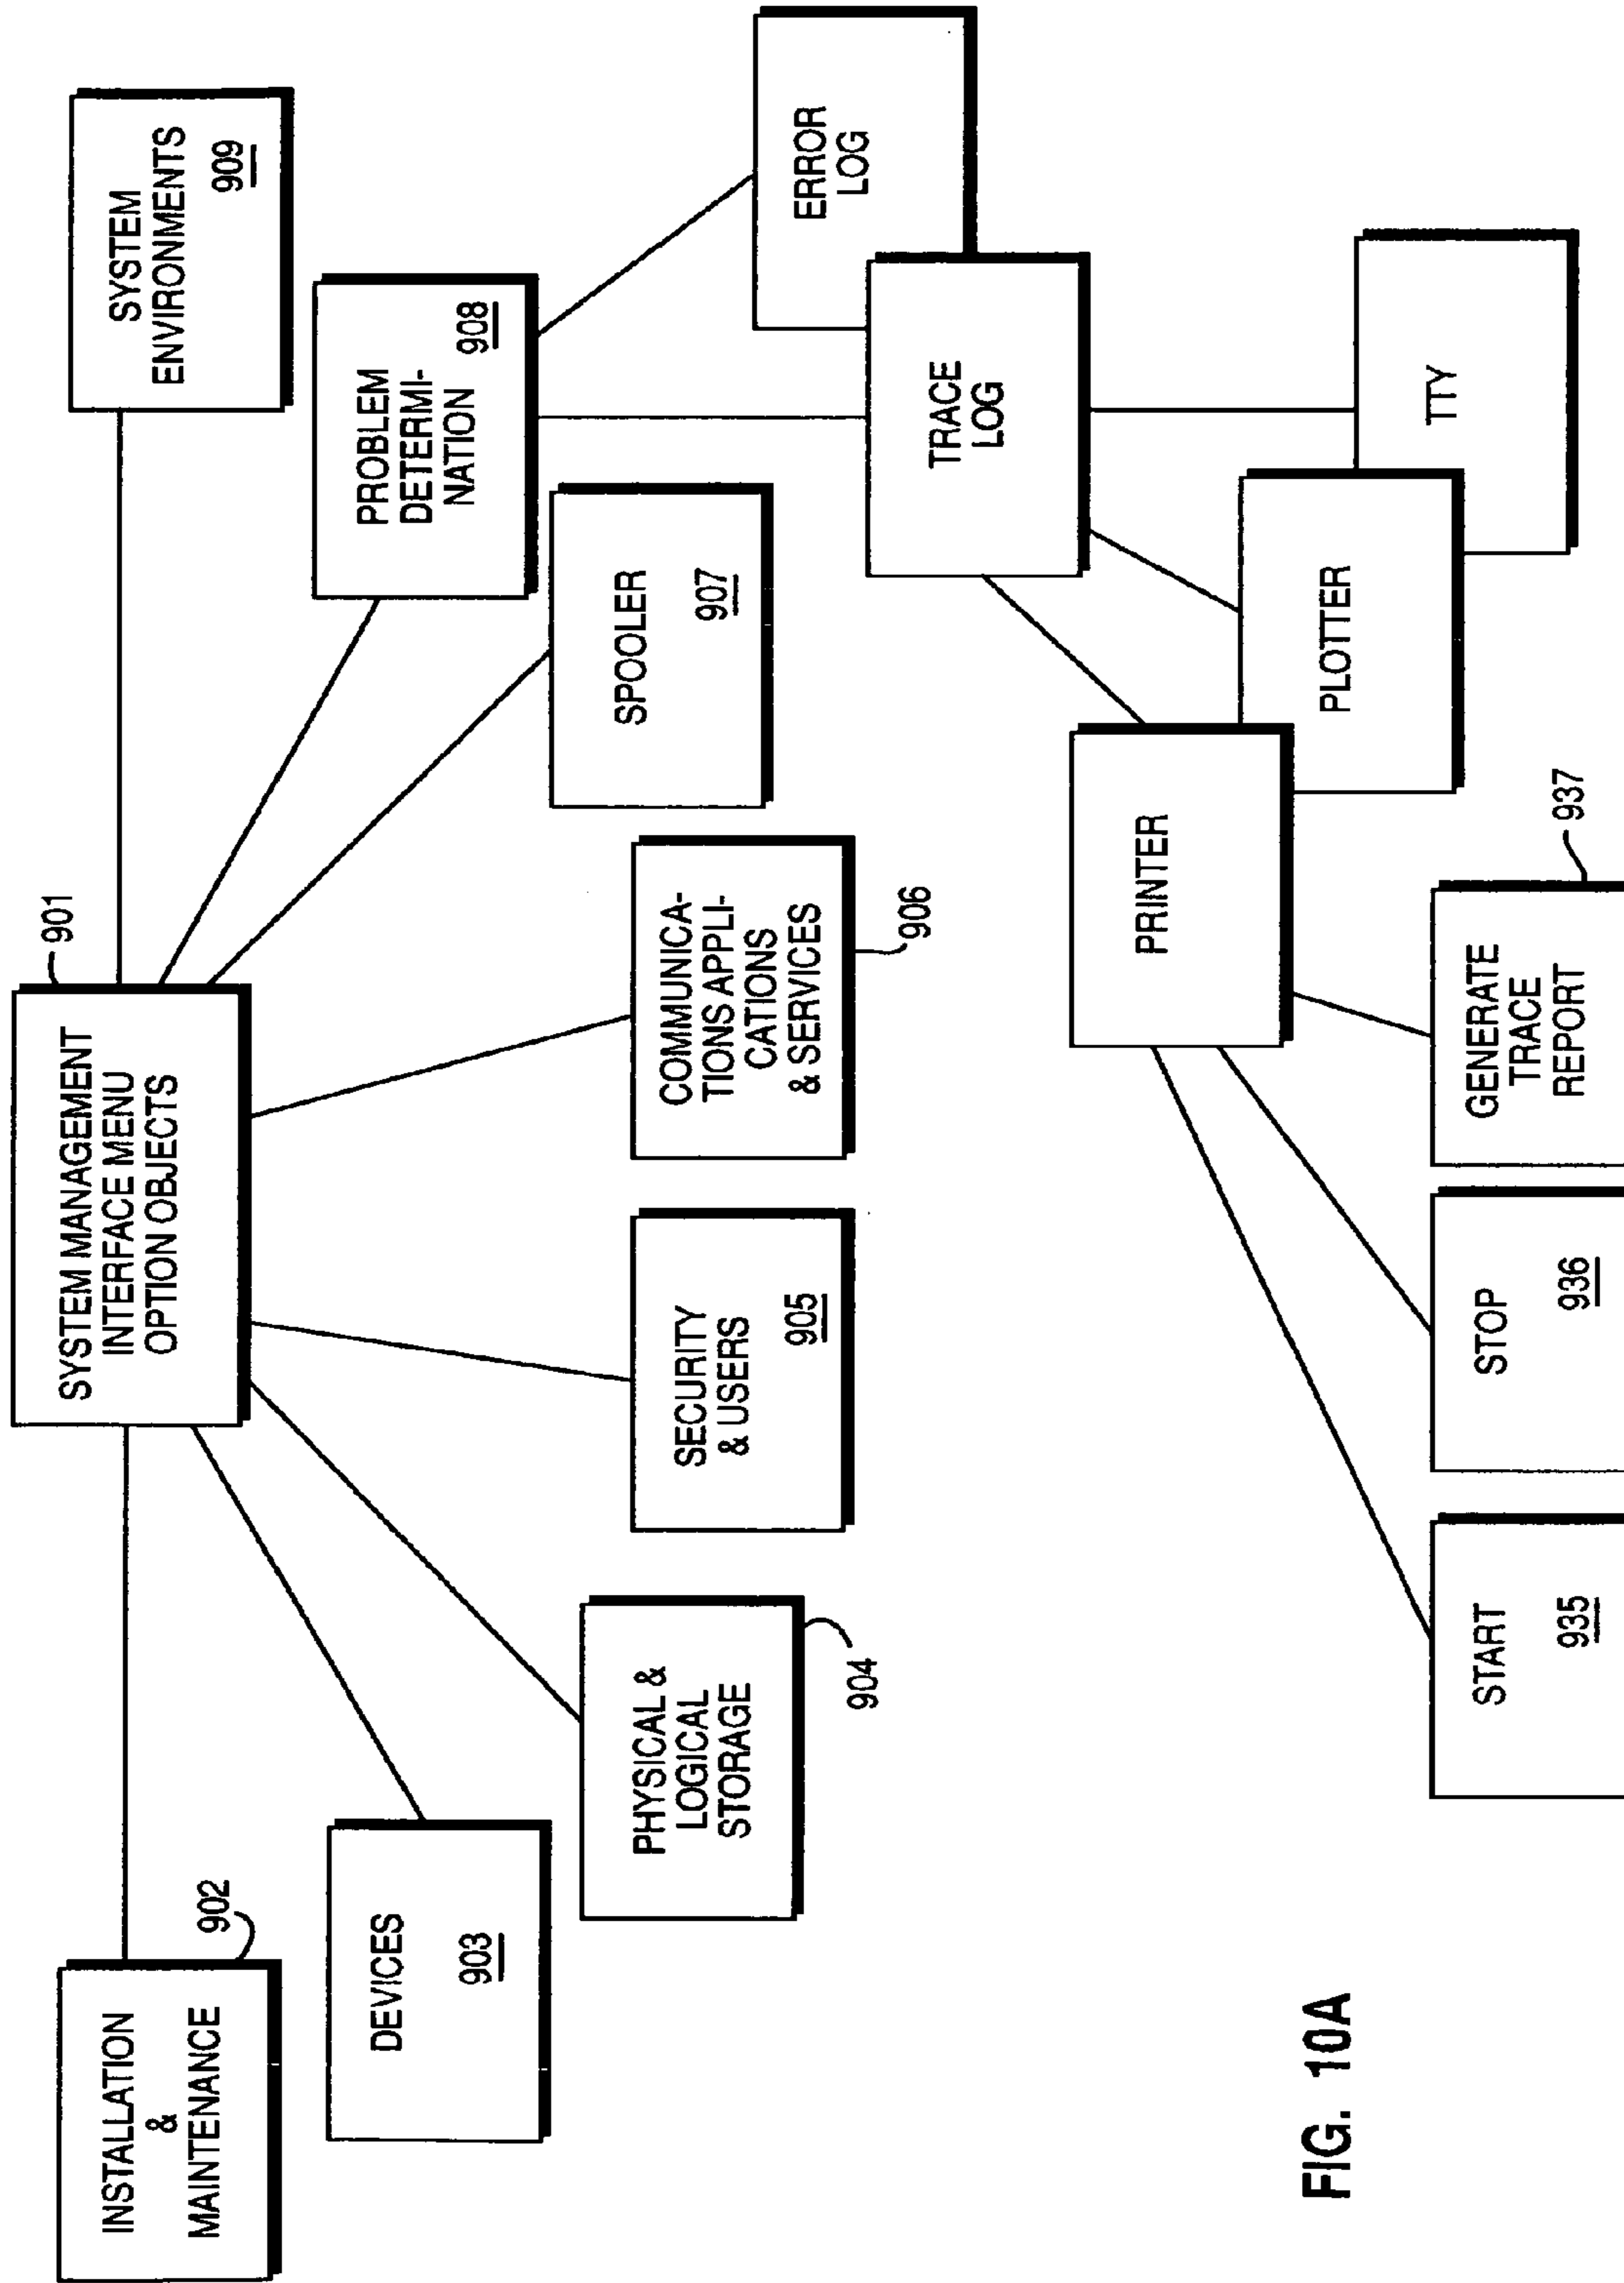 SYSTEM MANAGEMENT
INTERFACE MENU
OPTION OBJECTS
901
INSTALLATION
&
MAINTENANCE
902
DEVICES
903
PHYSICAL &
LOGICAL
STORAGE
904
SECURITY
& USERS
905
COMMUNICA-
TIONS APPLI-
CATIONS
& SERVICES
906
SPOOLER
907
PROBLEM
DETERMI-
NATION
908
SYSTEM
ENVIRONMENTS
909
ERROR
LOG
TRACE
LOG
PRINTER
PLOTTER
TTY
START
935
STOP
936
GENERATE
TRACE
REPORT
937
FIG. 10A